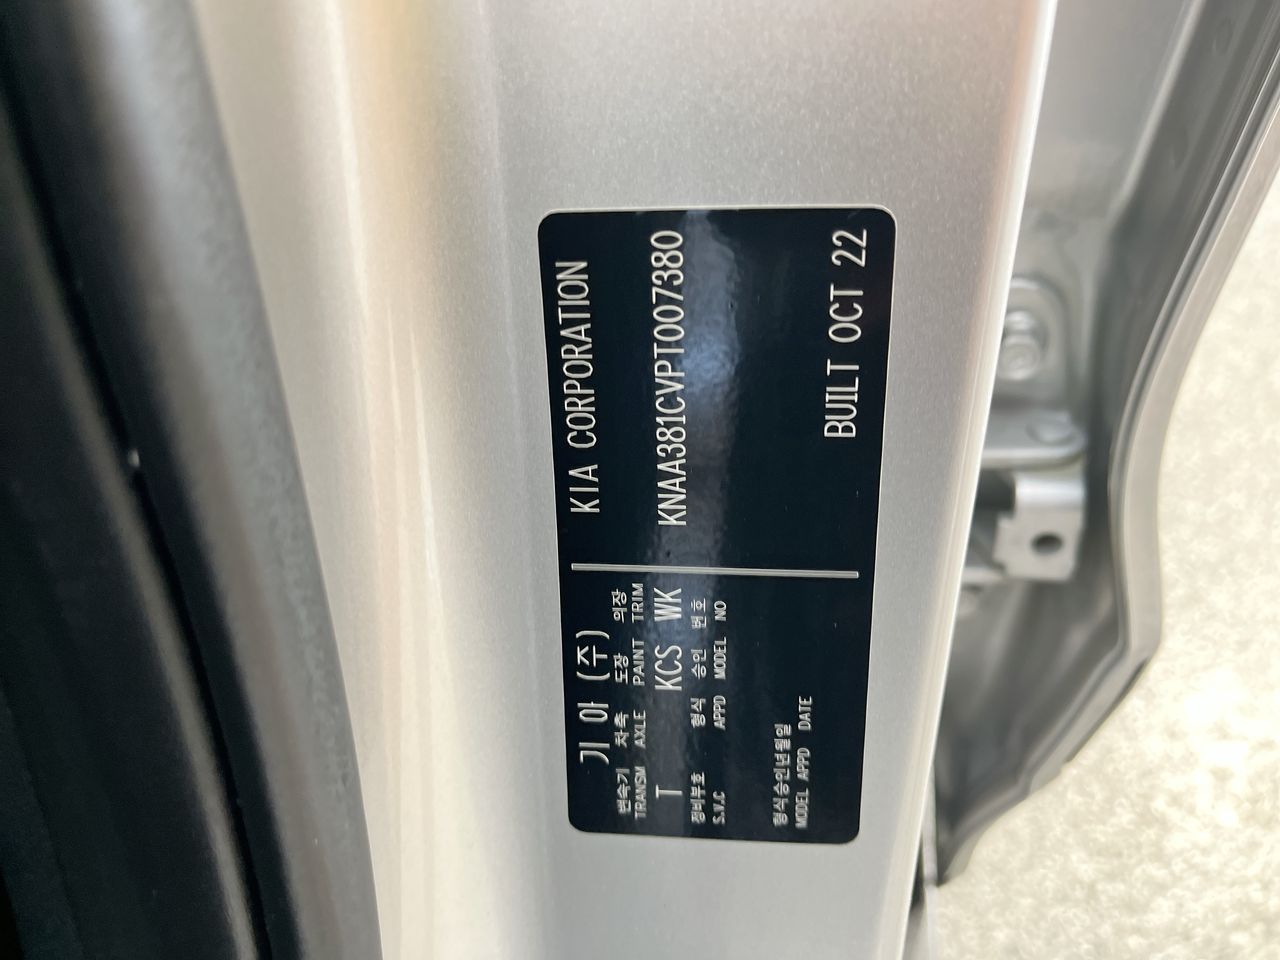 기 아 (주)
변속기 차축 도장 의장
TRANSM AXLE PAINT TRIM
T KCS WK
정비부호 형식 승인 번호
S.V.C APPD MODEL NO
형식승인년월일
MODEL APPD DATE
KIA CORPORATION
KNAA381CVPT007380
BUILT OCT 22